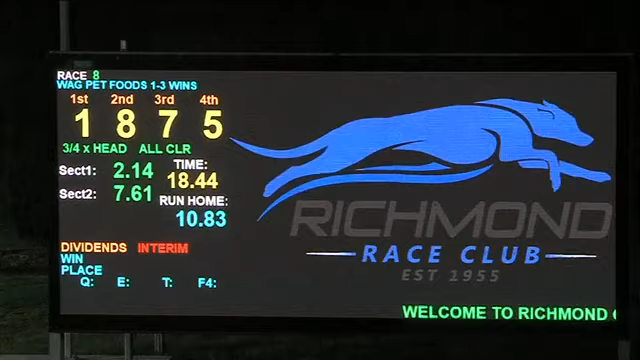 RACE 8
WAG PET FOODS 1-3 WINS
1st 2nd 3rd 4th
1 8 7 5
3/4 x HEAD ALL CLR
Sect1: 2.14 TIME:
18.44
Sect2: 7.61 RUN HOME:
10.83
DIVIDENDS INTERIM
WIN
PLACE
Q: E: T: F4:
RICHMOND
RACE CLUB
EST 1955
WELCOME TO RICHMOND